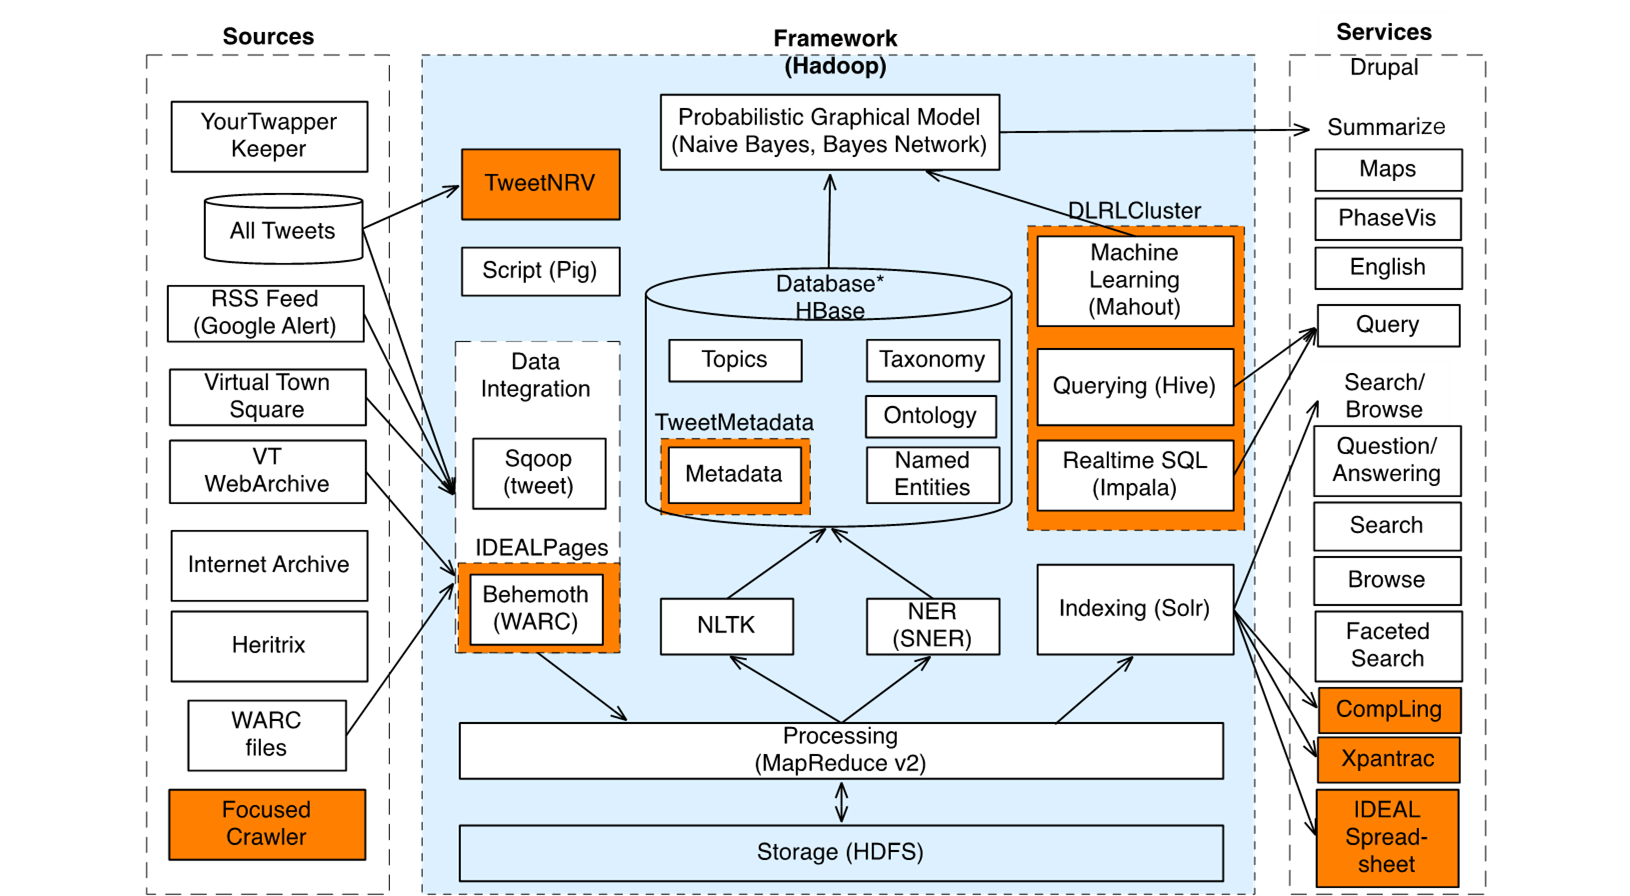 Sources
YourTwapper
Keeper
All Tweets
RSS Feed
(Google Alert)
Virtual Town
Square
VT
WebArchive
Internet Archive
Heritrix
WARC
files
Focused
Crawler
Framework
(Hadoop)
Probabilistic Graphical Model
(Naive Bayes, Bayes Network)
TweetNRV
Script (Pig)
Data
Integration
Sqoop
(tweet)
IDEALPages
Behemoth
(WARC)
Database*
HBase
Topics
Taxonomy
Ontology
TweetMetadata
Metadata
Named
Entities
DLRLCluster
Machine
Learning
(Mahout)
Querying (Hive)
Realtime SQL
(Impala)
NLTK
NER
(SNER)
Indexing (Solr)
Processing
(MapReduce v2)
Storage (HDFS)
Services
Drupal
Summarize
Maps
PhaseVis
English
Query
Search/
Browse
Question/
Answering
Search
Browse
Faceted
Search
CompLing
Xpantrac
IDEAL
Spread-
sheet